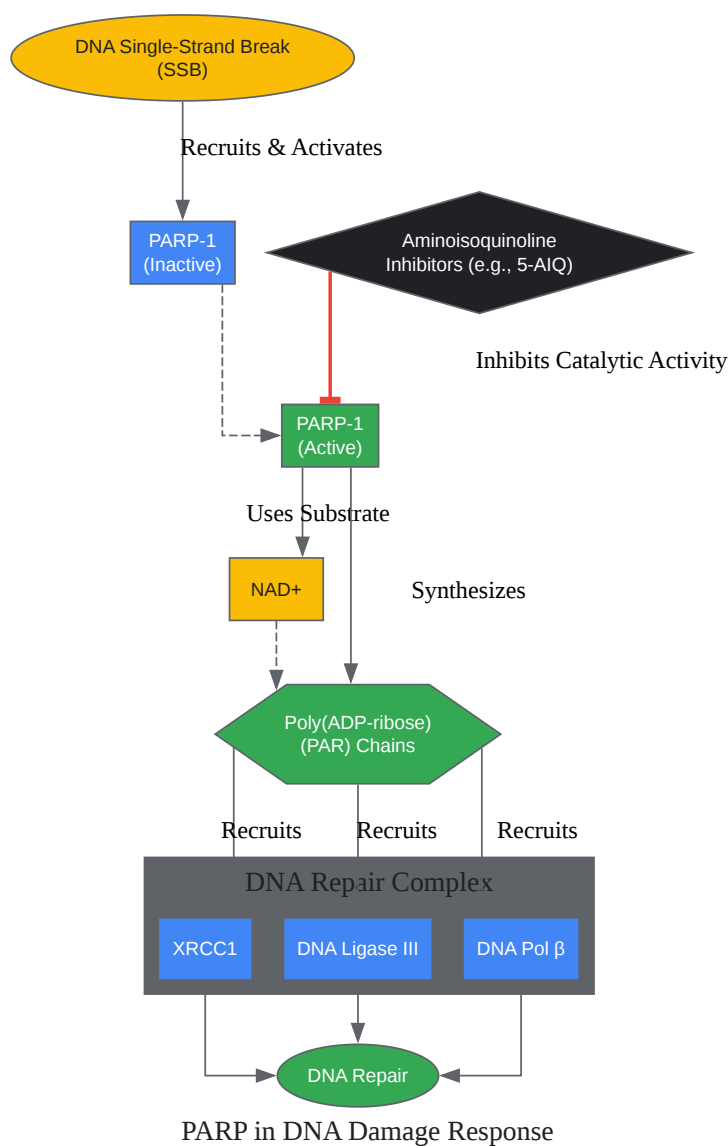 DNA Single-Strand Break
(SSB)
Recruits & Activates
PARP-1
(Inactive)
Aminoisoquinoline
Inhibitors (e.g., 5-AIQ)
Inhibits Catalytic Activity
PARP-1
(Active)
Uses Substrate
NAD+
Synthesizes
Poly(ADP-ribose)
(PAR) Chains
Recruits
Recruits
Recruits
DNA Repair Complex
XRCC1
DNA Ligase III
DNA Pol β
DNA Repair
PARP in DNA Damage Response